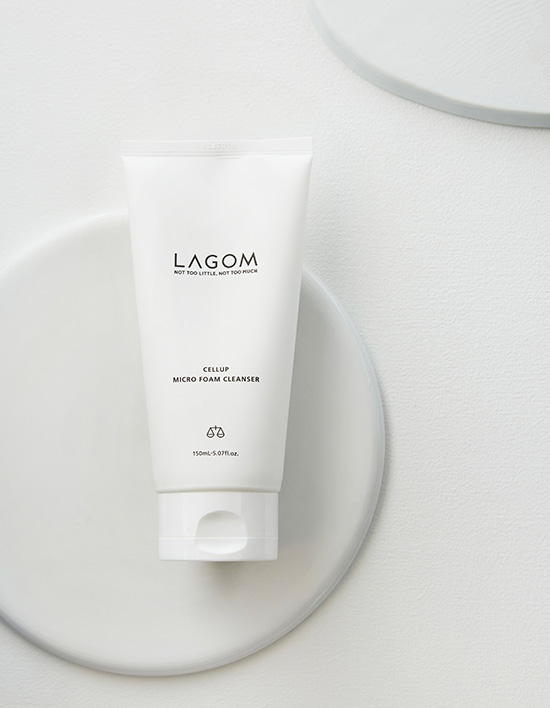 LAGOM
NOT TOO LITTLE, NOT TOO MUCH
CELLUP
MICRO FOAM CLEANSER
150mL·5.07fl.oz.